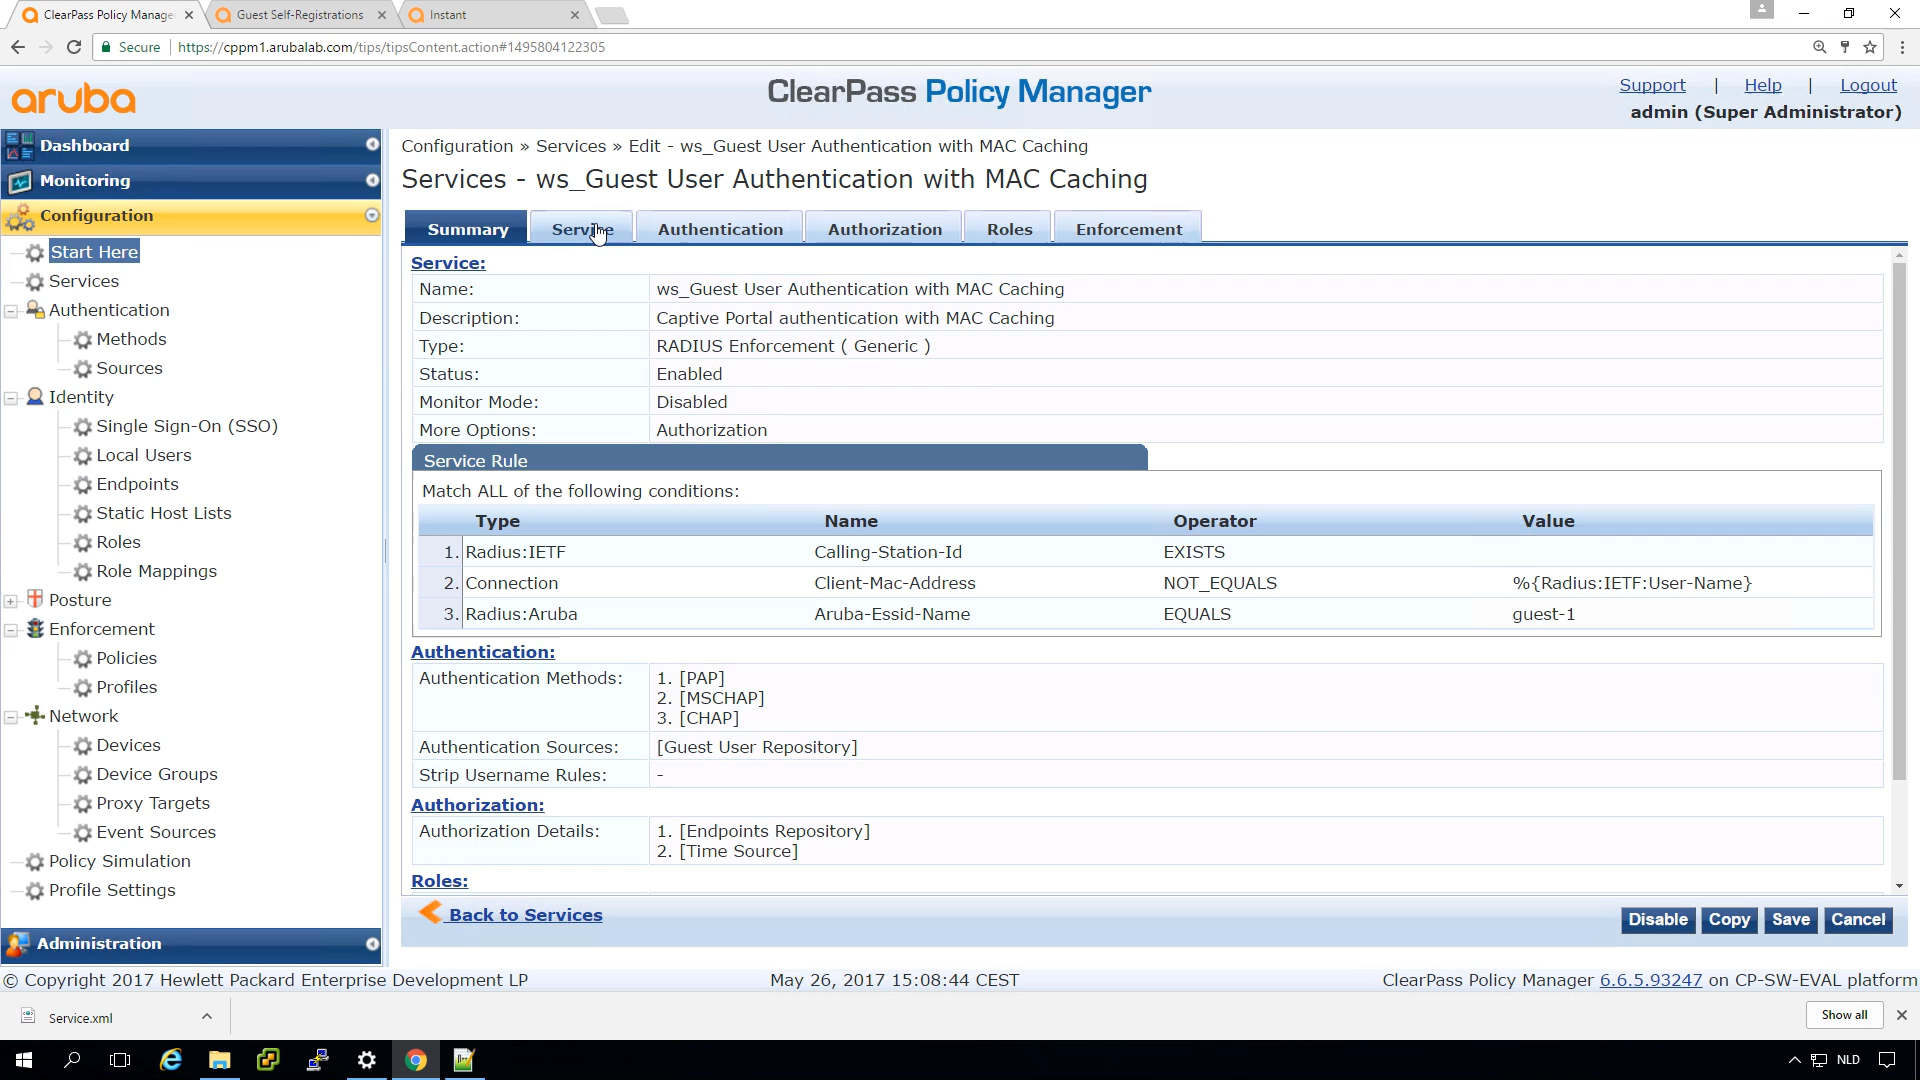 ClearPass Policy Manage
Guest Self-Registrations
Instant
Secure
https://cppm1.arubalab.com/tips/tipsContent.action#1495804122305
aruba
ClearPass Policy Manager
Support | Help | Logout
admin (Super Administrator)
Dashboard
Monitoring
Configuration
Start Here
Services
Authentication
Methods
Sources
Identity
Single Sign-On (SSO)
Local Users
Endpoints
Static Host Lists
Roles
Role Mappings
Posture
Enforcement
Policies
Profiles
Network
Devices
Device Groups
Proxy Targets
Event Sources
Policy Simulation
Profile Settings
Administration
Configuration » Services » Edit - ws_Guest User Authentication with MAC Caching
Services - ws_Guest User Authentication with MAC Caching
Summary Service Authentication Authorization Roles Enforcement
Service:
Name: ws_Guest User Authentication with MAC Caching
Description: Captive Portal authentication with MAC Caching
Type: RADIUS Enforcement ( Generic )
Status: Enabled
Monitor Mode: Disabled
More Options: Authorization
Service Rule
Match ALL of the following conditions:
Type Name Operator Value
1. Radius:IETF Calling-Station-Id EXISTS
2. Connection Client-Mac-Address NOT_EQUALS %{Radius:IETF:User-Name}
3. Radius:Aruba Aruba-Essid-Name EQUALS guest-1
Authentication:
Authentication Methods: 1. [PAP]
2. [MSCHAP]
3. [CHAP]
Authentication Sources: [Guest User Repository]
Strip Username Rules: -
Authorization:
Authorization Details: 1. [Endpoints Repository]
2. [Time Source]
Roles:
Back to Services
Disable Copy Save Cancel
© Copyright 2017 Hewlett Packard Enterprise Development LP
May 26, 2017 15:08:44 CEST
ClearPass Policy Manager 6.6.5.93247 on CP-SW-EVAL platform
Service.xml
Show all
NLD